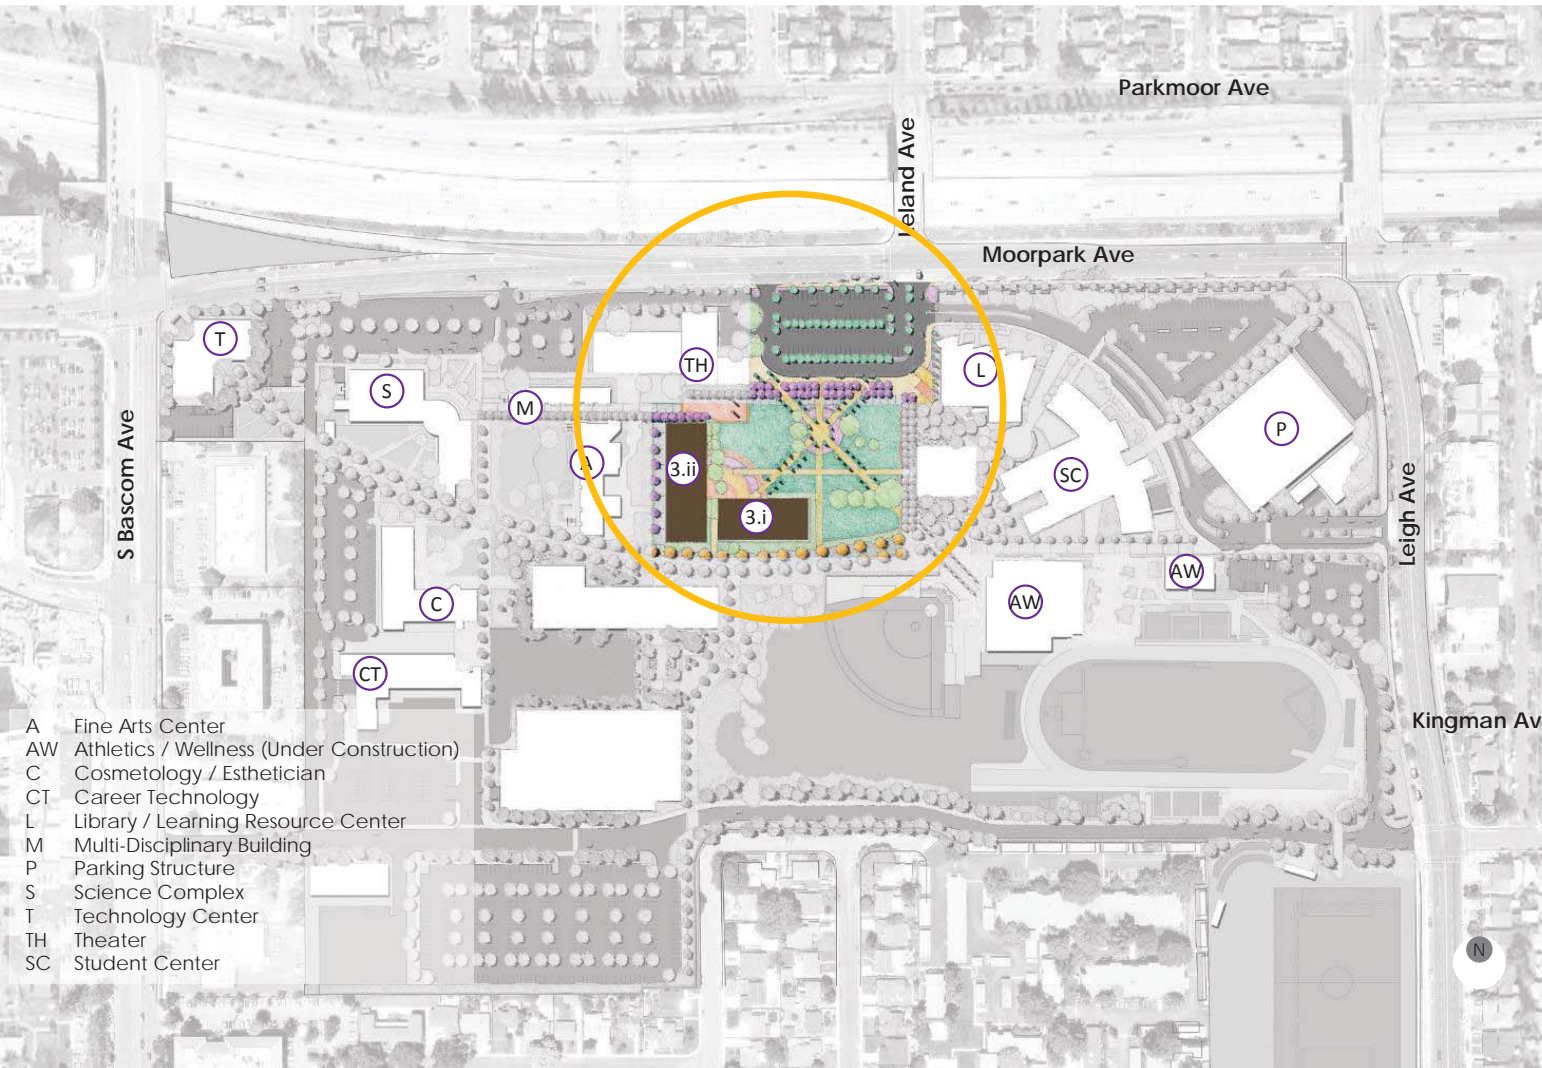 Parkmoor Ave
Leland Ave
Moorpark Ave
T
TH
L
S
M
P
A
3.ii
SC
3.i
S Bascom Ave
Leigh Ave
AW
AW
C
CT
Kingman Av
A Fine Arts Center
AW Athletics / Wellness (Under Construction)
C Cosmetology / Esthetician
CT Career Technology
L Library / Learning Resource Center
M Multi-Disciplinary Building
P Parking Structure
S Science Complex
T Technology Center
TH Theater
SC Student Center
N